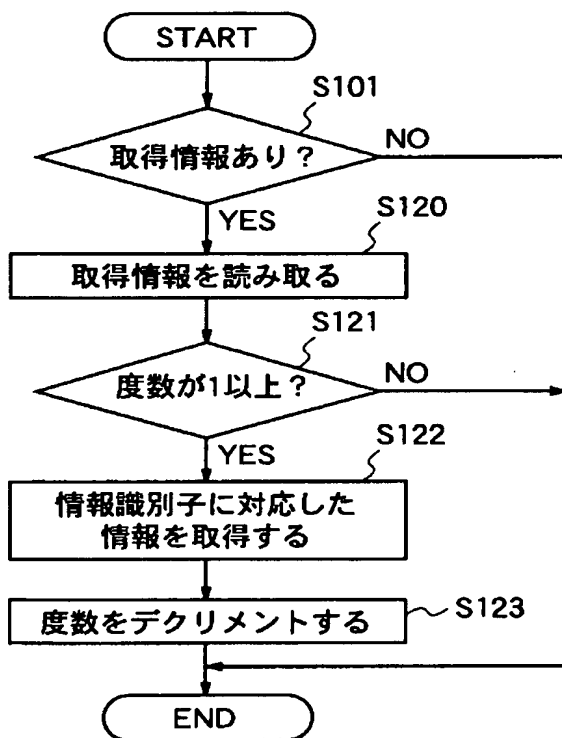 START
S101
取得情報あり？
NO
YES
S120
取得情報を読み取る
S121
度数が1以上？
NO
YES
S122
情報識別子に対応した
情報を取得する
度数をデクリメントする
S123
END